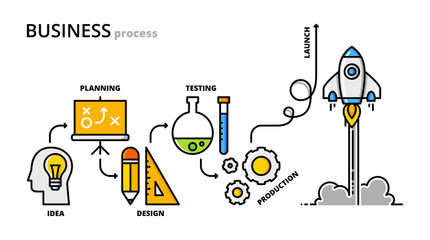 BUSINESS process
PLANNING
TESTING
LAUNCH
IDEA
DESIGN
PRODUCTION